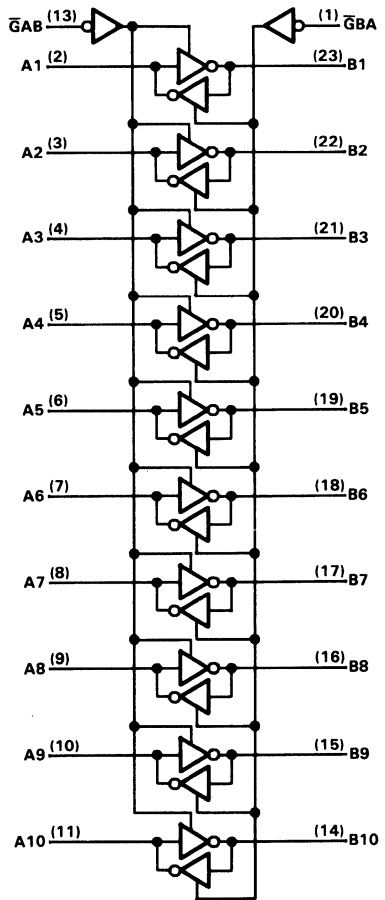 G̅AB (13) (1) G̅BA
A1 (2) (23) B1
A2 (3) (22) B2
A3 (4) (21) B3
A4 (5) (20) B4
A5 (6) (19) B5
A6 (7) (18) B6
A7 (8) (17) B7
A8 (9) (16) B8
A9 (10) (15) B9
A10 (11) (14) B10